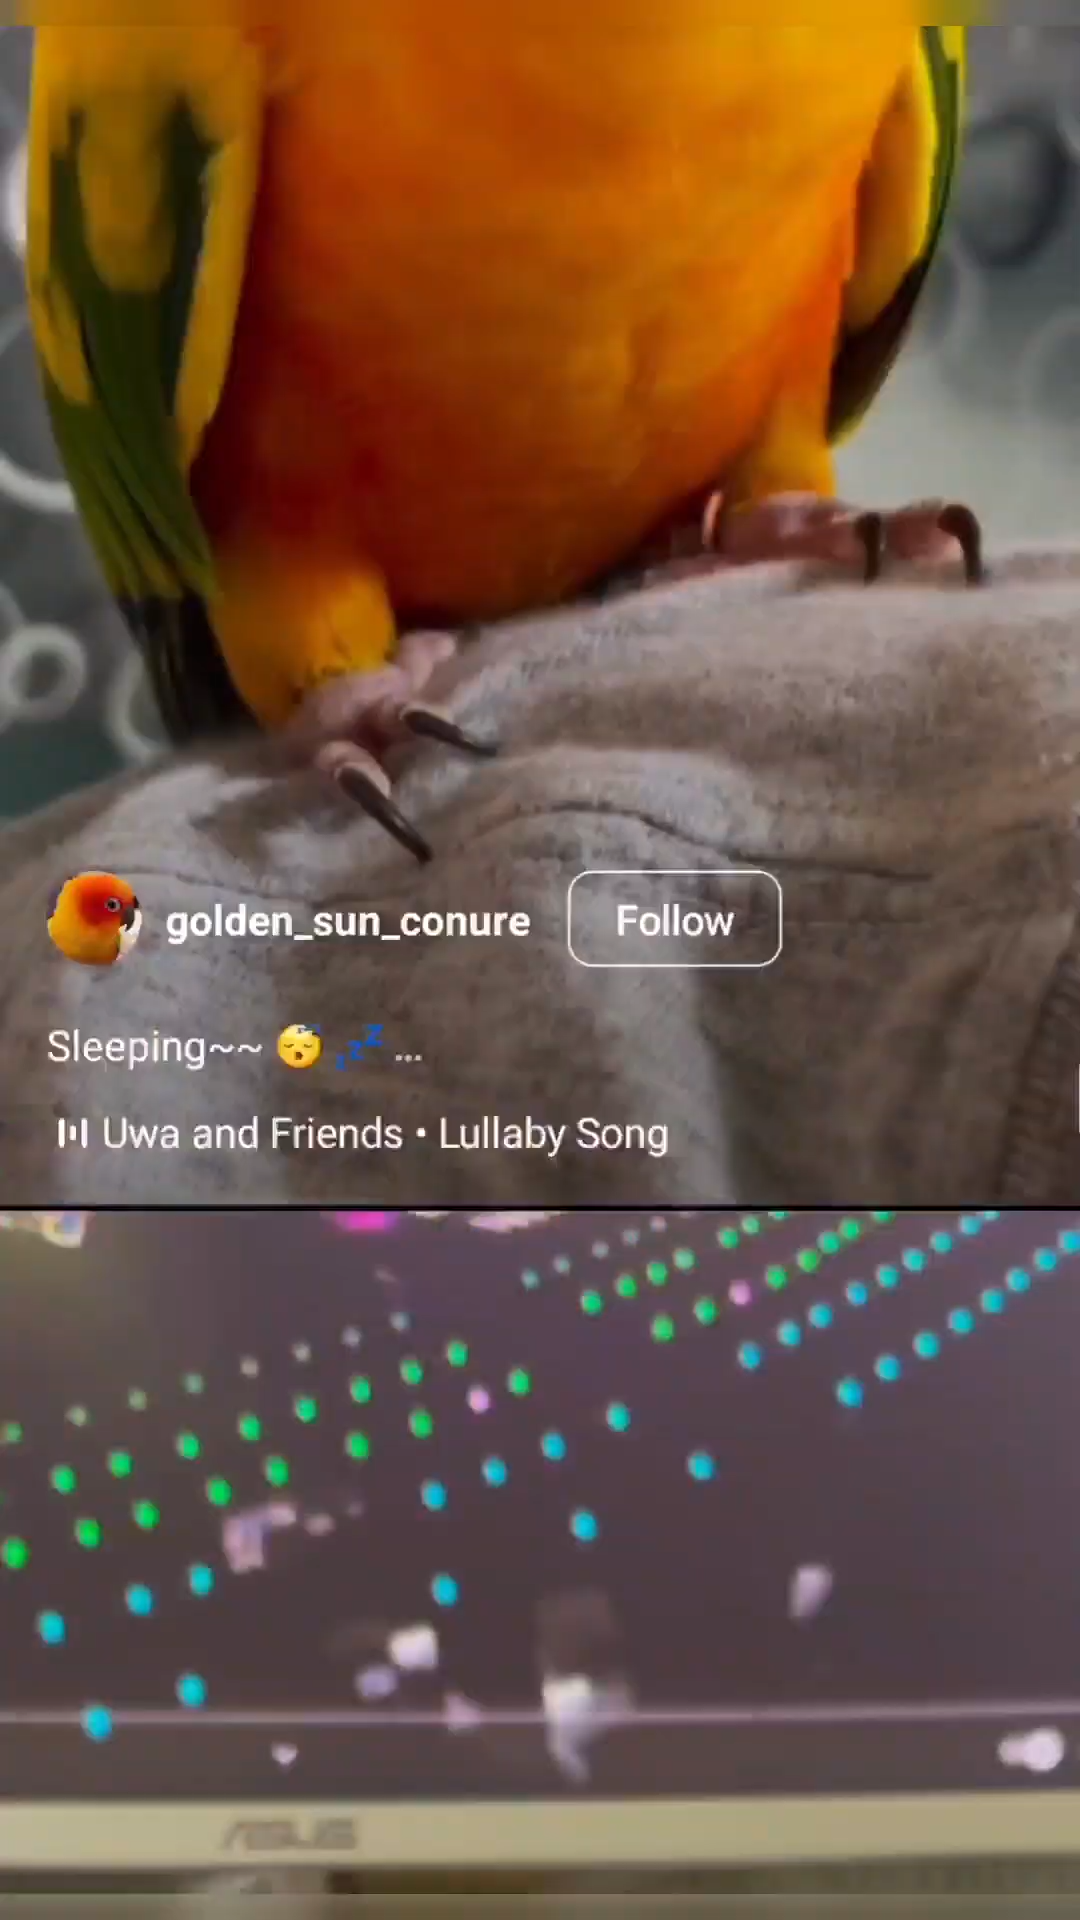 golden_sun_conure Follow
Sleeping~~ 😴 💤 ...
Uwa and Friends • Lullaby Song
ASUS